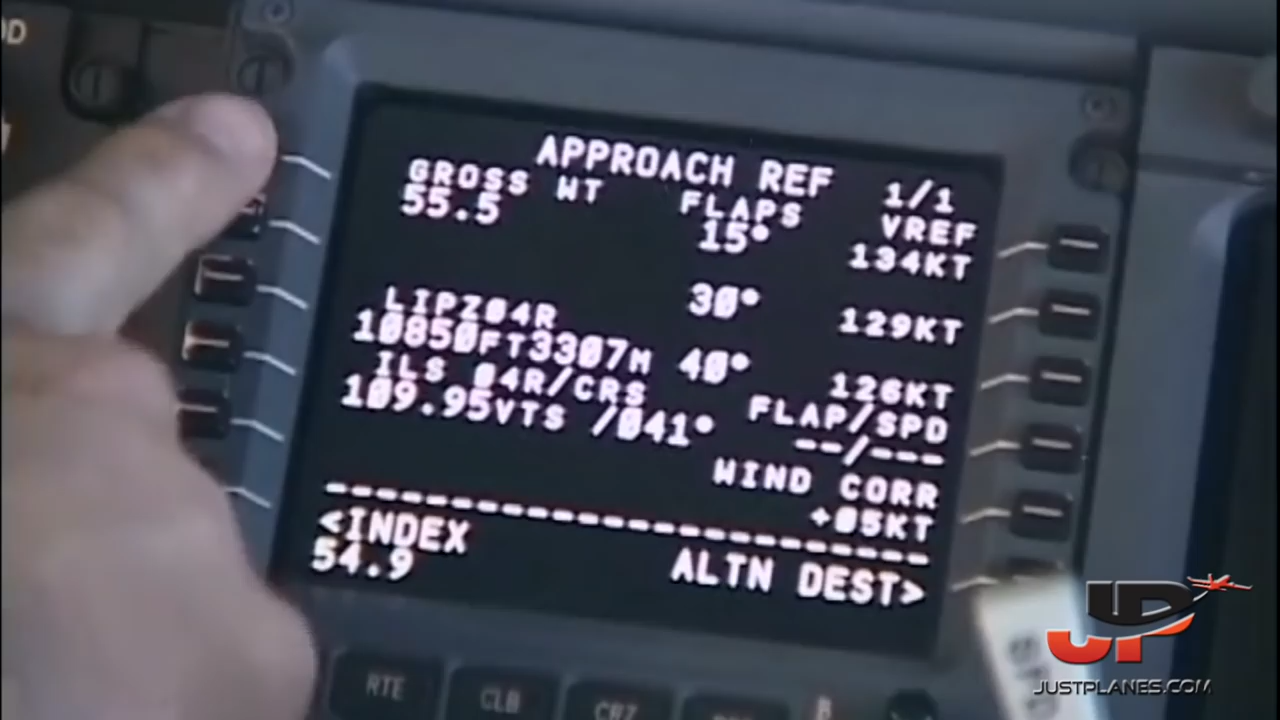 APPROACH REF 1/1
GROSS WT FLAPS VREF
55.5 15° 134KT
30° 129KT
LIPZ04R
10850FT3307M 40° 126KT
ILS 04R/CRS FLAP/SPD
109.95VTS /041° --/---
WIND CORR
+05KT
--------------------
<INDEX ALTN DEST>
54.9
RTE CLB CRZ
JP
JUSTPLANES.COM